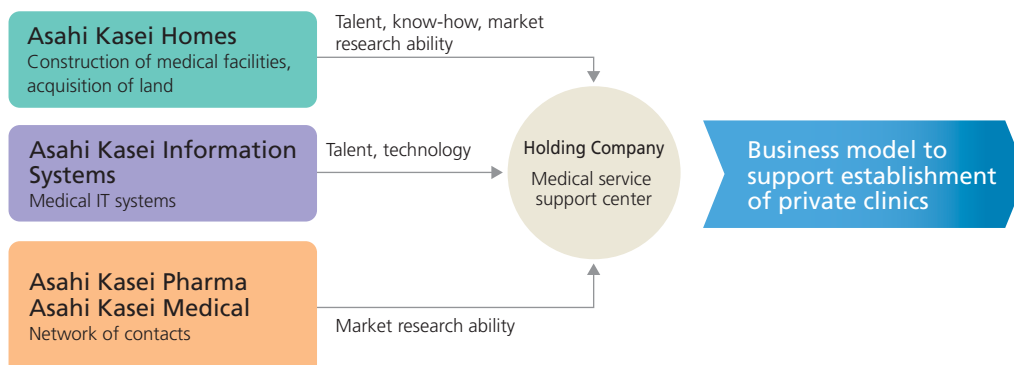 Asahi Kasei Homes
Construction of medical facilities,
acquisition of land
Talent, know-how, market
research ability
Asahi Kasei Information
Systems
Medical IT systems
Talent, technology
Asahi Kasei Pharma
Asahi Kasei Medical
Network of contacts
Market research ability
Holding Company
Medical service
support center
Business model to
support establishment
of private clinics